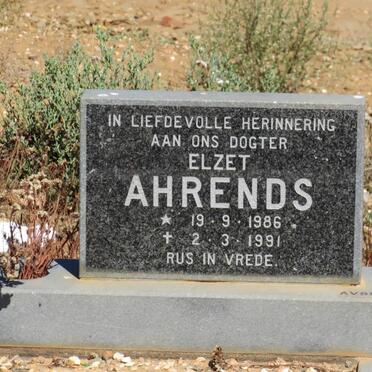 IN LIEFDEVOLLE HERINNERING
AAN ONS DOGTER
ELZET
AHRENDS
★ 19·9·1986
✝ 2·3·1991
RUS IN VREDE.